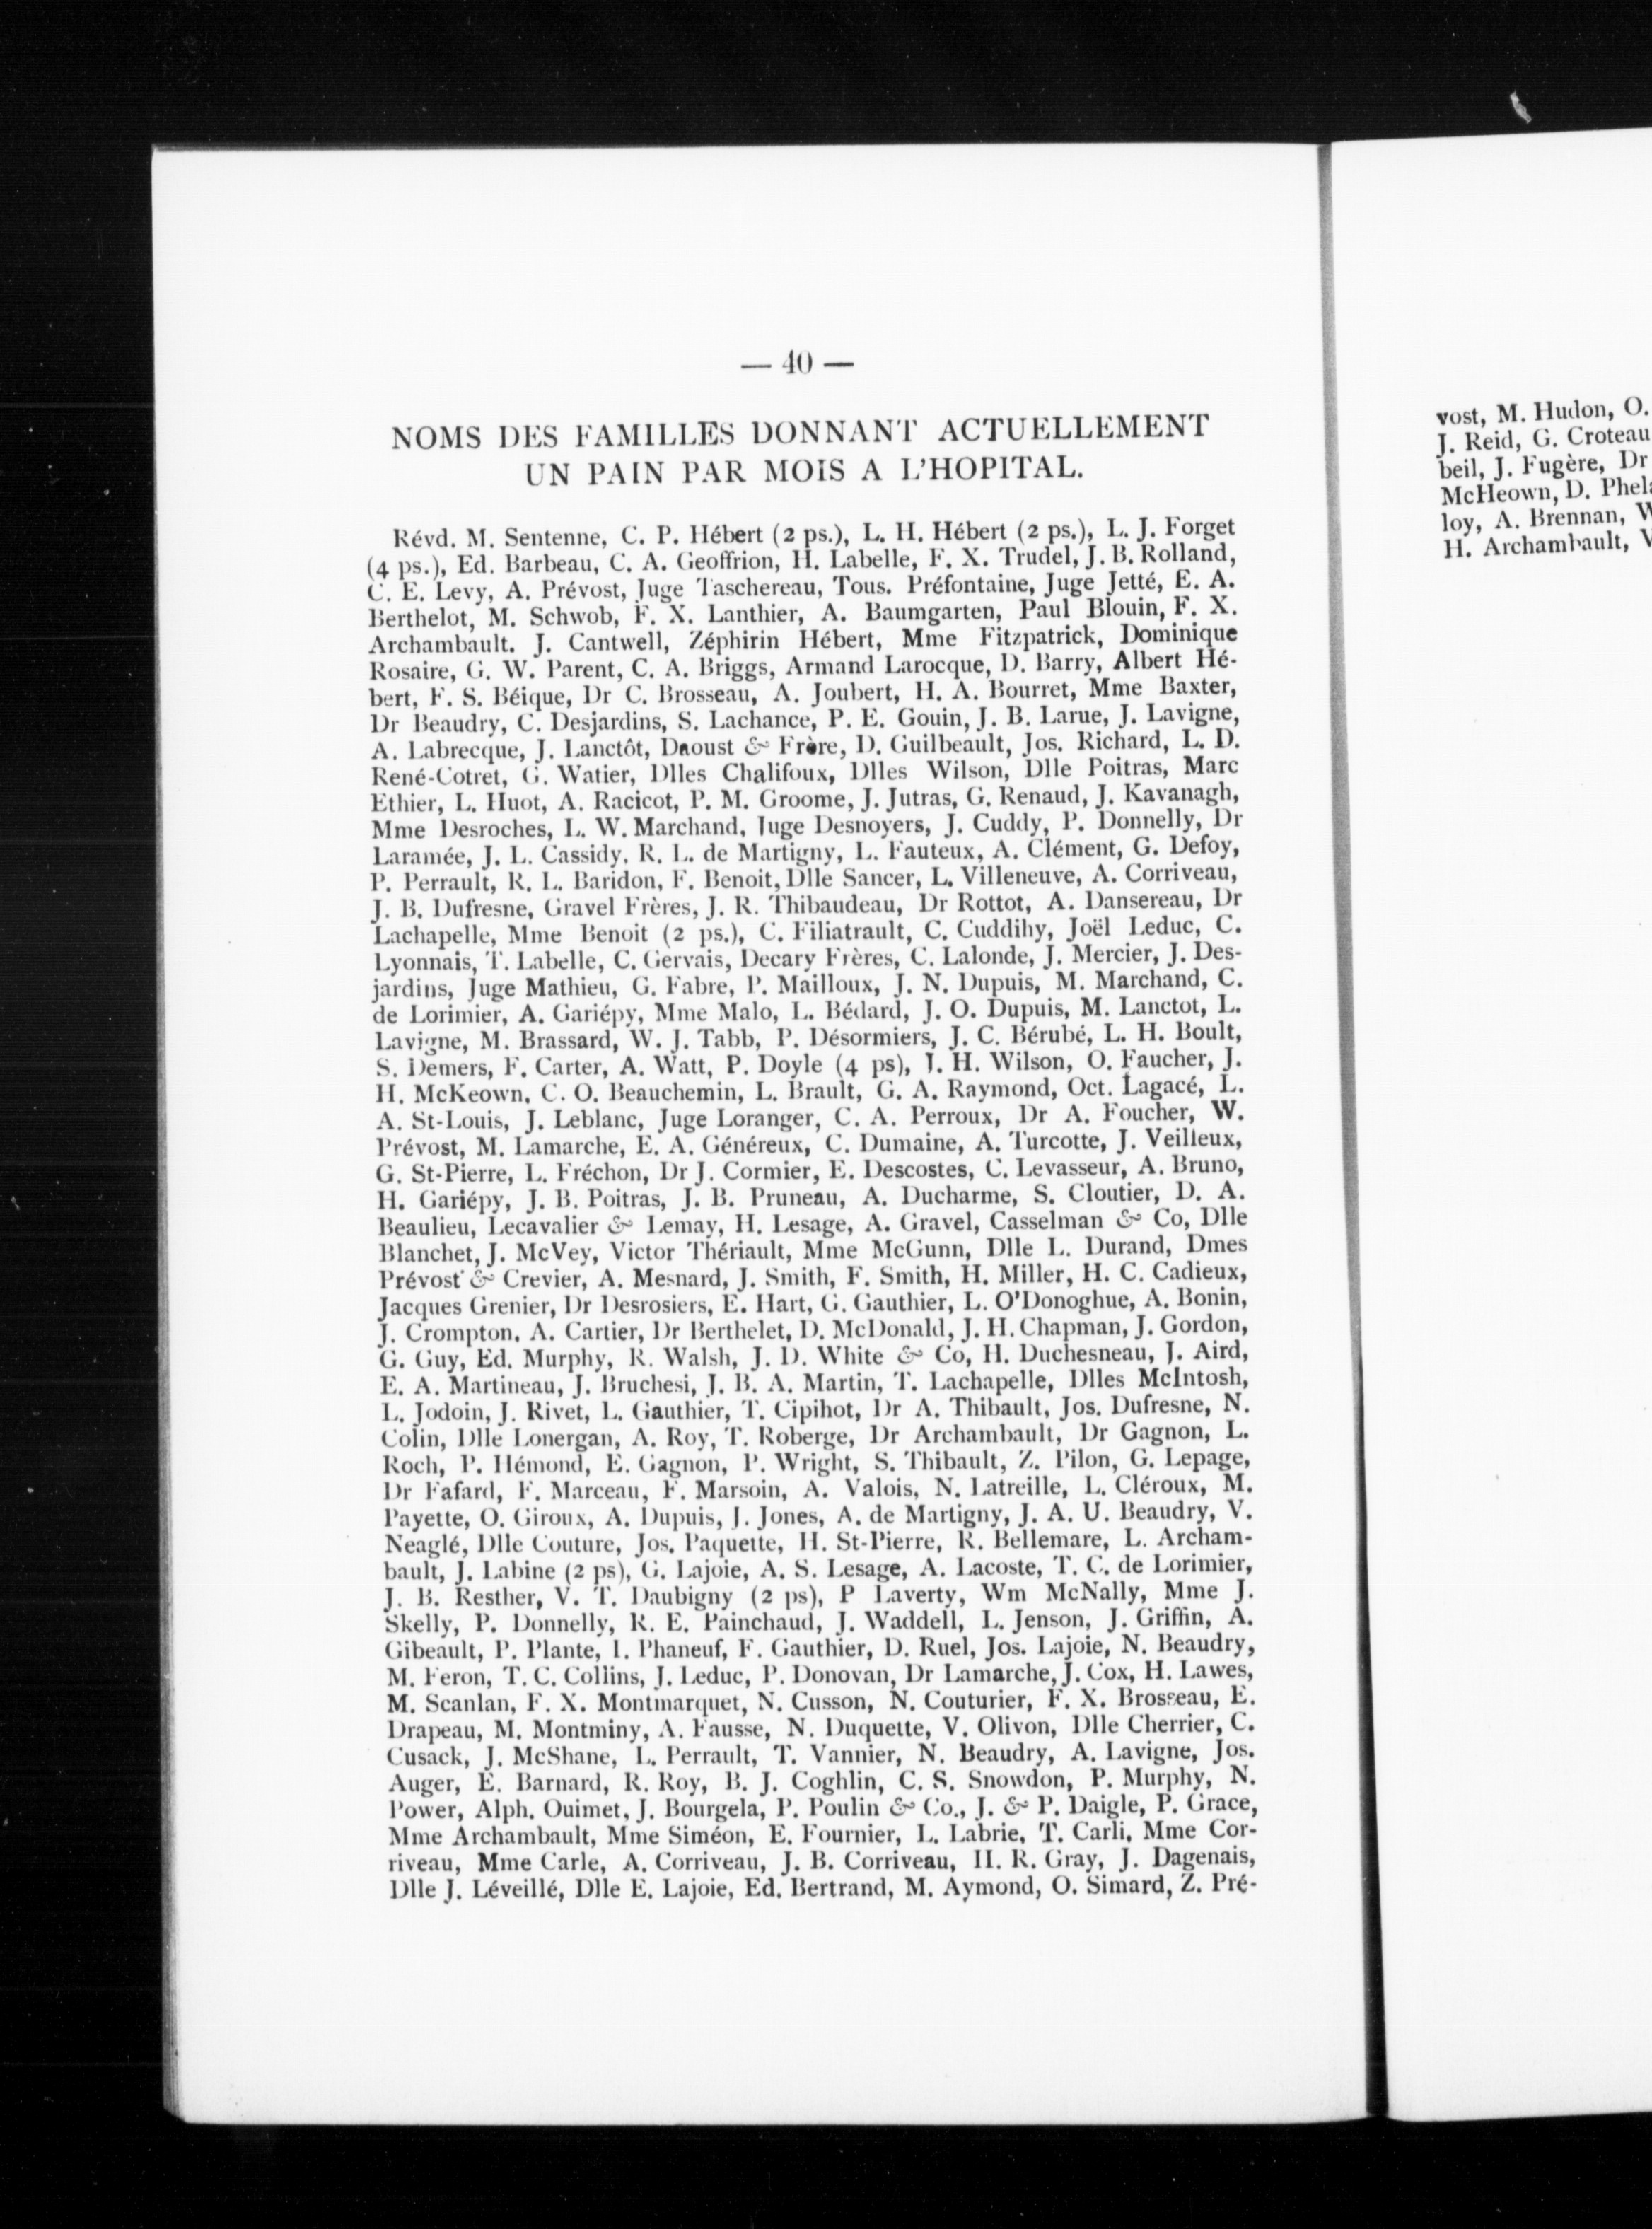 — 40 —
NOMS DES FAMILLES DONNANT ACTUELLEMENT
UN PAIN PAR MOIS A L'HOPITAL.
Révd. M. Sentenne, C. P. Hébert (2 ps.), L. H. Hébert (2 ps.), L. J. Forget
(4 ps.), Ed. Barbeau, C. A. Geoffrion, H. Labelle, F. X. Trudel, J. B. Rolland,
C. E. Levy, A. Prévost, Juge Taschereau, Tous. Préfontaine, Juge Jetté, E. A.
Berthelot, M. Schwob, F. X. Lanthier, A. Baumgarten, Paul Blouin, F. X.
Archambault. J. Cantwell, Zéphirin Hébert, Mme Fitzpatrick, Dominique
Rosaire, G. W. Parent, C. A. Briggs, Armand Larocque, D. Barry, Albert Hé-
bert, F. S. Béique, Dr C. Brosseau, A. Joubert, H. A. Bourret, Mme Baxter,
Dr Beaudry, C. Desjardins, S. Lachance, P. E. Gouin, J. B. Larue, J. Lavigne,
A. Labrecque, J. Lanctôt, Daoust & Frère, D. Guilbeault, Jos. Richard, L. D.
René-Cotret, G. Watier, Dlles Chalifoux, Dlles Wilson, Dlle Poitras, Marc
Ethier, L. Huot, A. Racicot, P. M. Groome, J. Jutras, G. Renaud, J. Kavanagh,
Mme Desroches, L. W. Marchand, Juge Desnoyers, J. Cuddy, P. Donnelly, Dr
Laramée, J. L. Cassidy, R. L. de Martigny, L. Fauteux, A. Clément, G. Defoy,
P. Perrault, R. L. Baridon, F. Benoit, Dlle Sancer, L. Villeneuve, A. Corriveau,
J. B. Dufresne, Gravel Frères, J. R. Thibaudeau, Dr Rottot, A. Dansereau, Dr
Lachapelle, Mme Benoit (2 ps.), C. Filiatrault, C. Cuddihy, Joël Leduc, C.
Lyonnais, T. Labelle, C. Gervais, Decary Frères, C. Lalonde, J. Mercier, J. Des-
jardins, Juge Mathieu, G. Fabre, P. Mailloux, J. N. Dupuis, M. Marchand, C.
de Lorimier, A. Gariépy, Mme Malo, L. Bédard, J. O. Dupuis, M. Lanctot, L.
Lavigne, M. Brassard, W. J. Tabb, P. Désormiers, J. C. Bérubé, L. H. Boult,
S. Demers, F. Carter, A. Watt, P. Doyle (4 ps), J. H. Wilson, O. Faucher, J.
H. McKeown, C. O. Beauchemin, L. Brault, G. A. Raymond, Oct. Lagacé, L.
A. St-Louis, J. Leblanc, Juge Loranger, C. A. Perroux, Dr A. Foucher, W.
Prévost, M. Lamarche, E. A. Généreux, C. Dumaine, A. Turcotte, J. Veilleux,
G. St-Pierre, L. Fréchon, Dr J. Cormier, E. Descostes, C. Levasseur, A. Bruno,
H. Gariépy, J. B. Poitras, J. B. Pruneau, A. Ducharme, S. Cloutier, D. A.
Beaulieu, Lecavalier & Lemay, H. Lesage, A. Gravel, Casselman & Co, Dlle
Blanchet, J. McVey, Victor Thériault, Mme McGunn, Dlle L. Durand, Dmes
Prévost & Crevier, A. Mesnard, J. Smith, F. Smith, H. Miller, H. C. Cadieux,
Jacques Grenier, Dr Desrosiers, E. Hart, G. Gauthier, L. O'Donoghue, A. Bonin,
J. Crompton. A. Cartier, Dr Berthelet, D. McDonald, J. H. Chapman, J. Gordon,
G. Guy, Ed. Murphy, R. Walsh, J. D. White & Co, H. Duchesneau, J. Aird,
E. A. Martineau, J. Bruchesi, J. B. A. Martin, T. Lachapelle, Dlles McIntosh,
L. Jodoin, J. Rivet, L. Gauthier, T. Cipihot, Dr A. Thibault, Jos. Dufresne, N.
Colin, Dlle Lonergan, A. Roy, T. Roberge, Dr Archambault, Dr Gagnon, L.
Roch, P. Hémond, E. Gagnon, P. Wright, S. Thibault, Z. Pilon, G. Lepage,
Dr Fafard, F. Marceau, F. Marsoin, A. Valois, N. Latreille, L. Cléroux, M.
Payette, O. Giroux, A. Dupuis, J. Jones, A. de Martigny, J. A. U. Beaudry, V.
Neaglé, Dlle Couture, Jos. Paquette, H. St-Pierre, R. Bellemare, L. Archam-
bault, J. Labine (2 ps), G. Lajoie, A. S. Lesage, A. Lacoste, T. C. de Lorimier,
J. B. Resther, V. T. Daubigny (2 ps), P Laverty, Wm McNally, Mme J.
Skelly, P. Donnelly, R. E. Painchaud, J. Waddell, L. Jenson, J. Griffin, A.
Gibeault, P. Plante, I. Phaneuf, F. Gauthier, D. Ruel, Jos. Lajoie, N. Beaudry,
M. Feron, T. C. Collins, J. Leduc, P. Donovan, Dr Lamarche, J. Cox, H. Lawes,
M. Scanlan, F. X. Montmarquet, N. Cusson, N. Couturier, F. X. Brosseau, E.
Drapeau, M. Montminy, A. Fausse, N. Duquette, V. Olivon, Dlle Cherrier, C.
Cusack, J. McShane, L. Perrault, T. Vannier, N. Beaudry, A. Lavigne, Jos.
Auger, E. Barnard, R. Roy, B. J. Coghlin, C. S. Snowdon, P. Murphy, N.
Power, Alph. Ouimet, J. Bourgela, P. Poulin & Co., J. & P. Daigle, P. Grace,
Mme Archambault, Mme Siméon, E. Fournier, L. Labrie, T. Carli, Mme Cor-
riveau, Mme Carle, A. Corriveau, J. B. Corriveau, H. R. Gray, J. Dagenais,
Dlle J. Léveillé, Dlle E. Lajoie, Ed. Bertrand, M. Aymond, O. Simard, Z. Pré-
vost, M. Hudon, O.
J. Reid, G. Croteau
beil, J. Fugère, Dr
McHeown, D.
loy, A. Brennan,
H. Archambault,